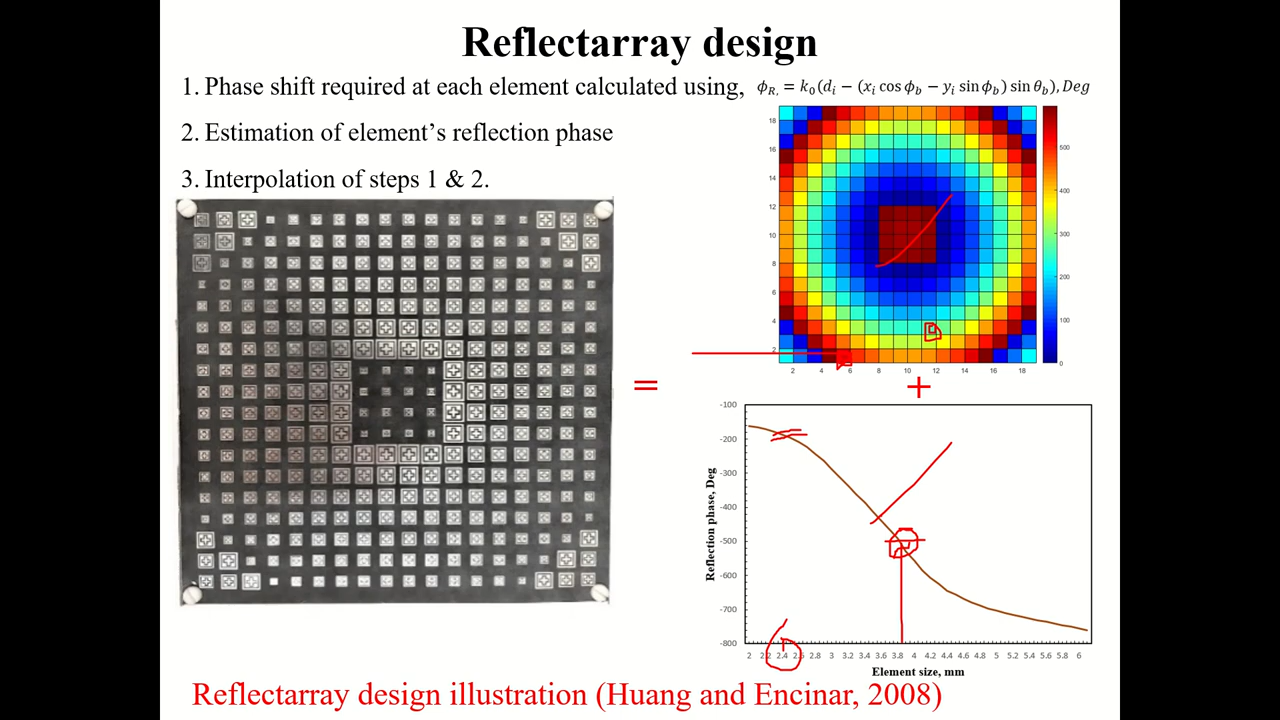 Reflectarray design
1. Phase shift required at each element calculated using, ϕ_R, = k₀(dᵢ − (xᵢ cos ϕ_b − yᵢ sin ϕ_b) sin θ_b), Deg
2. Estimation of element’s reflection phase
3. Interpolation of steps 1 & 2.
18
16
14
12
10
8
6
4
2
2 4 6 8 10 12 14 16 18
500
400
300
200
100
0
=
+
-100
-200
-300
-400
-500
-600
-700
-800
Reflection phase, Deg
2 2.2 2.4 2.6 2.8 3 3.2 3.4 3.6 3.8 4 4.2 4.4 4.6 4.8 5 5.2 5.4 5.6 5.8 6
Element size, mm
Reflectarray design illustration (Huang and Encinar, 2008)